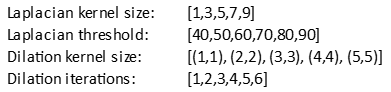 Laplacian kernel size: [1,3,5,7,9]
Laplacian threshold: [40,50,60,70,80,90]
Dilation kernel size: [(1,1), (2,2), (3,3), (4,4), (5,5)]
Dilation iterations: [1,2,3,4,5,6]